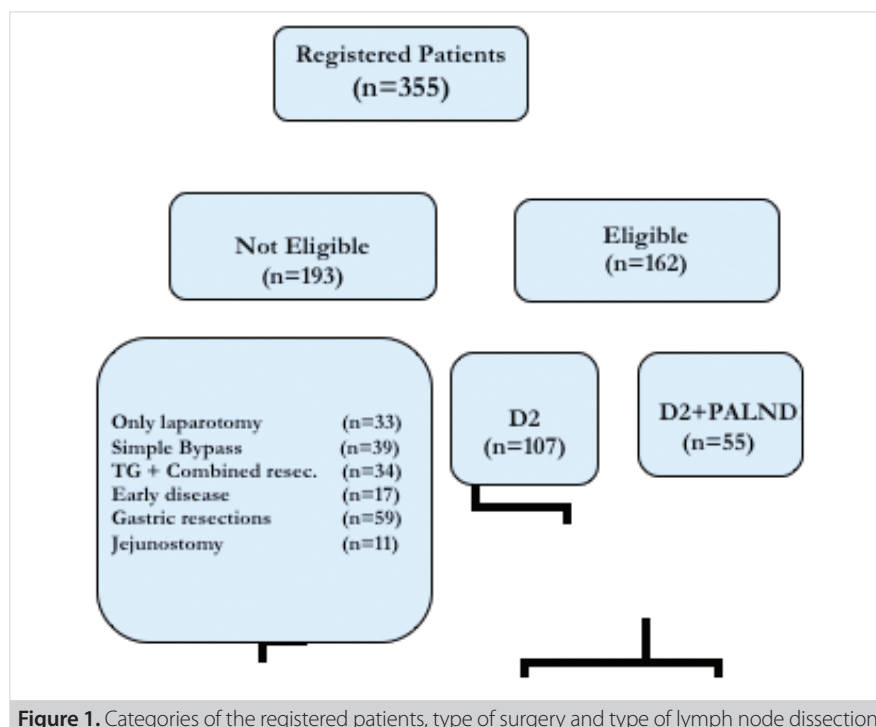 Registered Patients
(n=355)
Not Eligible
(n=193)
Eligible
(n=162)
Only laparotomy (n=33)
Simple Bypass (n=39)
TG + Combined resec. (n=34)
Early disease (n=17)
Gastric resections (n=59)
Jejunostomy (n=11)
D2
(n=107)
D2+PALND
(n=55)
Figure 1. Categories of the registered patients, type of surgery and type of lymph node dissection